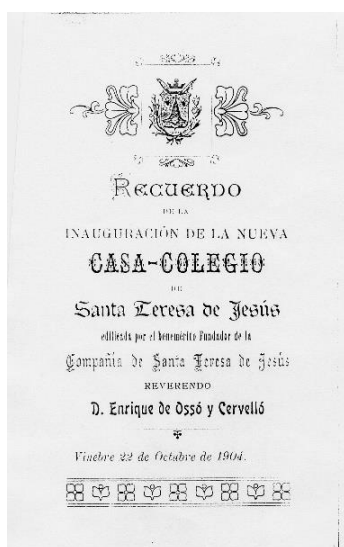 Recuerdo
DE LA
INAUGURACIÓN DE LA NUEVA
CASA-COLEGIO
DE
Santa Teresa de Jesús
edificada por el benemérito Fundador de la
Compañía de Santa Teresa de Jesús
REVERENDO
D. Enrique de Ossó y Cervelló
Vinebre 22 de Octubre de 1904.